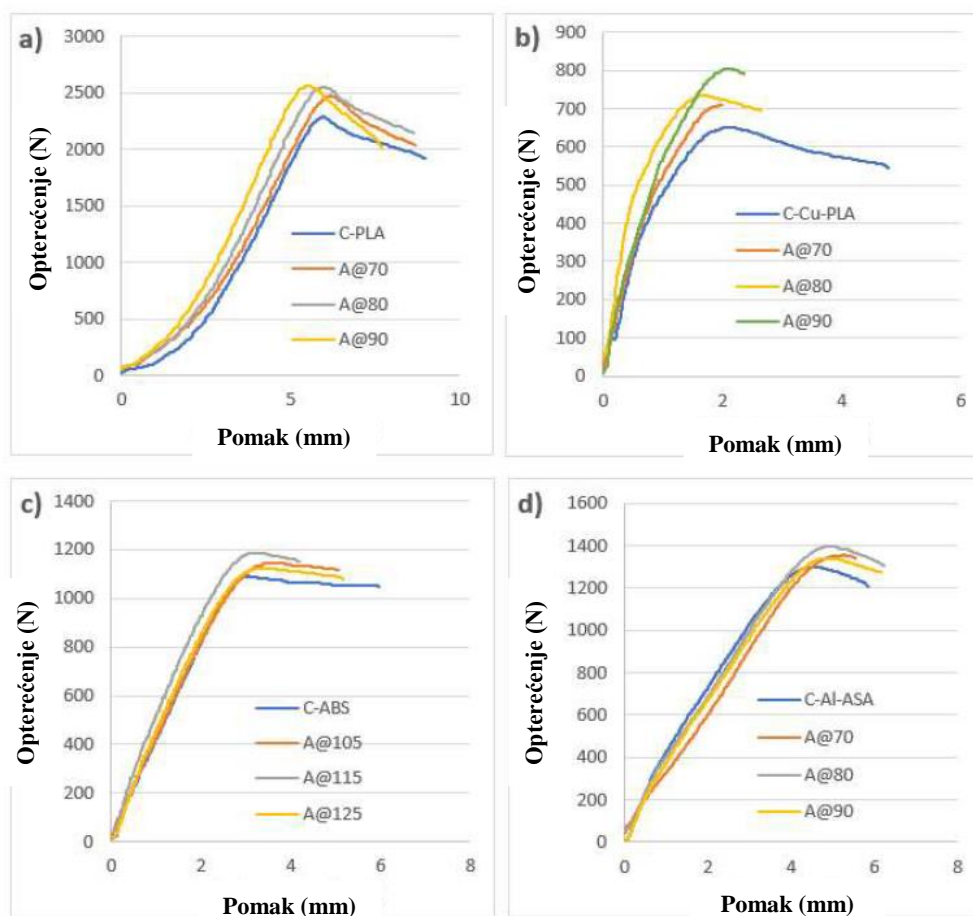 a)
Opterećenje (N)
3000
2500
2000
1500
1000
500
0
C-PLA
A@70
A@80
A@90
0 5 10
Pomak (mm)
b)
Opterećenje (N)
900
800
700
600
500
400
300
200
100
0
C-Cu-PLA
A@70
A@80
A@90
0 2 4 6
Pomak (mm)
c)
Opterećenje (N)
1400
1200
1000
800
600
400
200
0
C-ABS
A@105
A@115
A@125
0 2 4 6 8
Pomak (mm)
d)
Opterećenje (N)
1600
1400
1200
1000
800
600
400
200
0
C-Al-ASA
A@70
A@80
A@90
0 2 4 6 8
Pomak (mm)